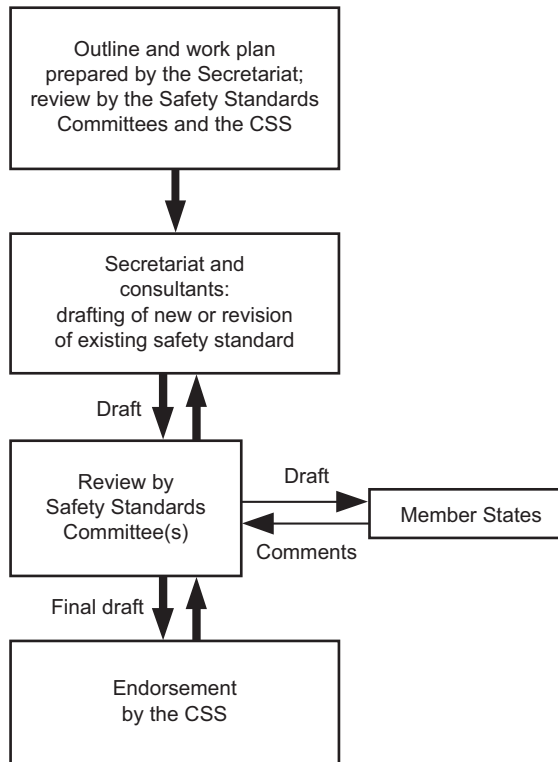 Outline and work plan
prepared by the Secretariat;
review by the Safety Standards
Committees and the CSS
Secretariat and
consultants:
drafting of new or revision
of existing safety standard
Draft
Review by
Safety Standards
Committee(s)
Draft
Member States
Comments
Final draft
Endorsement
by the CSS